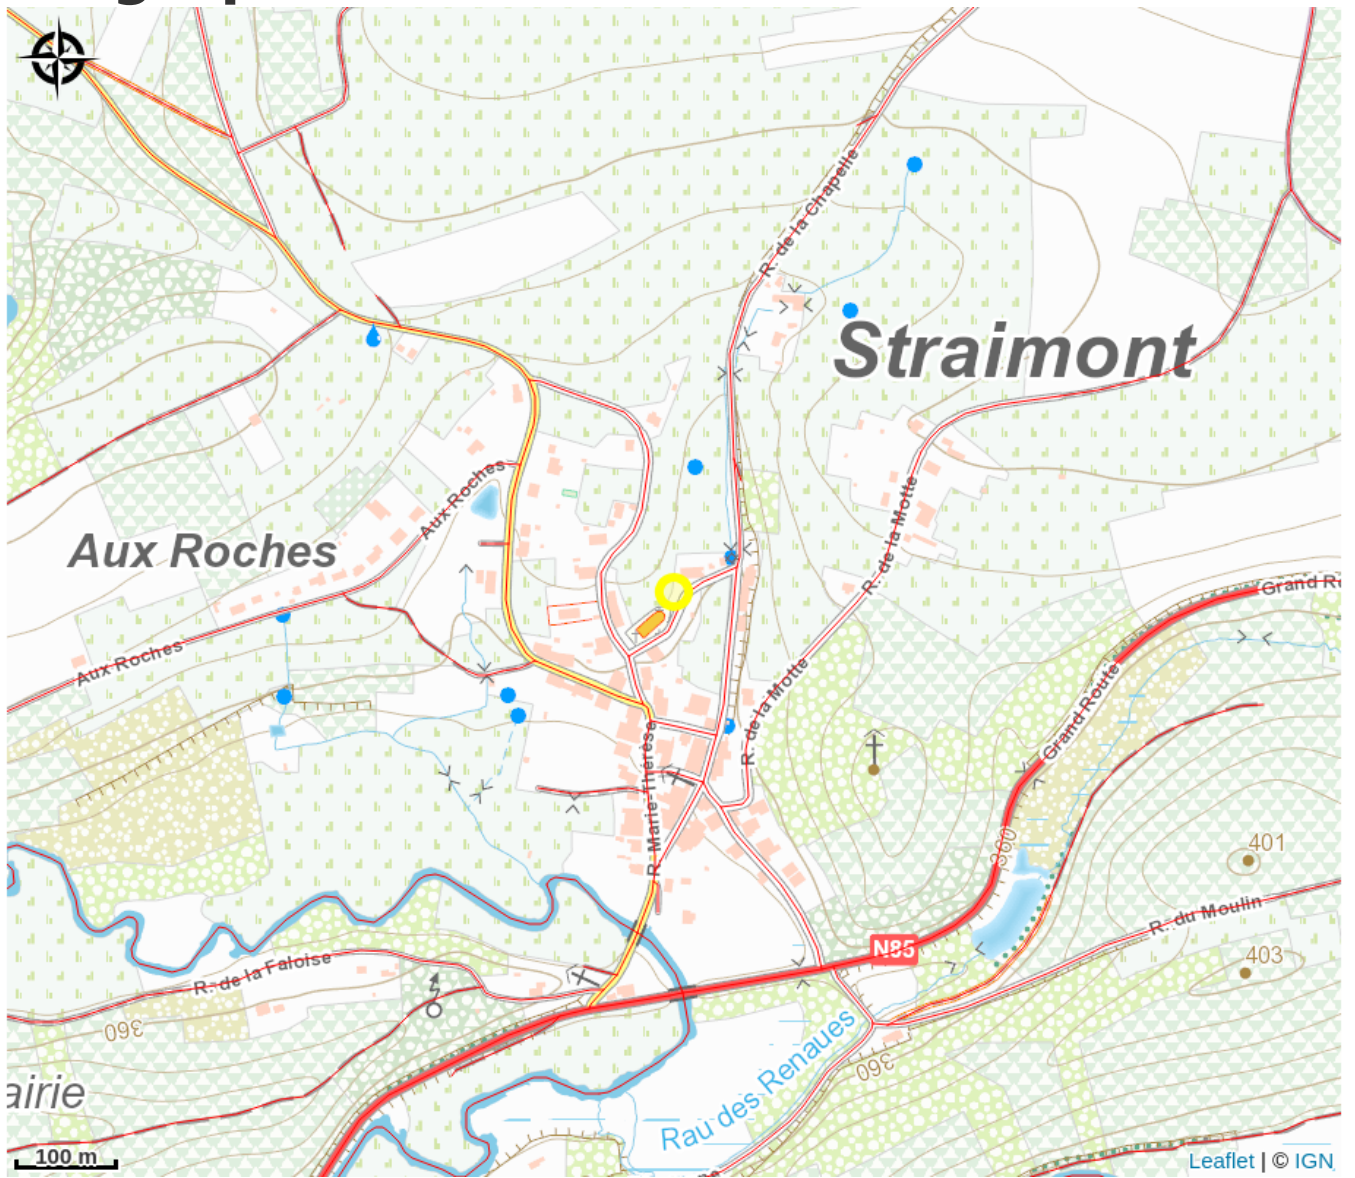 R. de la Chapelle
Straimont
Aux Roches
Aux Roches
R. de la Motte
Grand R
Aux Roches
R. de la Motte
Grand Route
R. Marie-Thérèse
360
401
R. du Moulin
N85
403
R. de la Faloise
360
Rau des Renaues
360
airie
100 m
Leaflet | © IGN